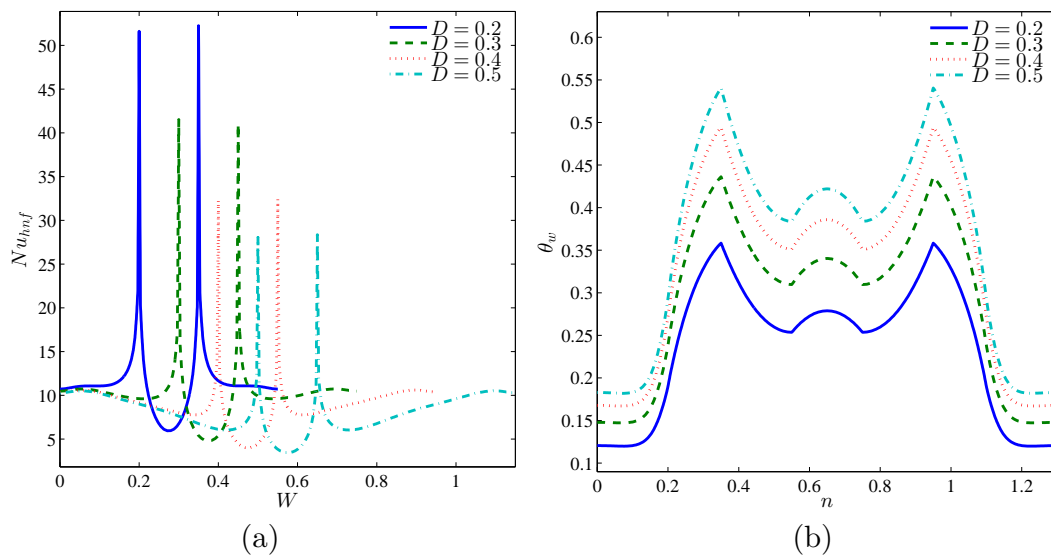 D = 0.2
D = 0.3
D = 0.4
D = 0.5
50
45
40
35
30
25
20
15
10
5
0 0.2 0.4 0.6 0.8 1
Nu_{hnf}
W
(a)
D = 0.2
D = 0.3
D = 0.4
D = 0.5
0.6
0.55
0.5
0.45
0.4
0.35
0.3
0.25
0.2
0.15
0.1
0 0.2 0.4 0.6 0.8 1 1.2
θ_w
n
(b)